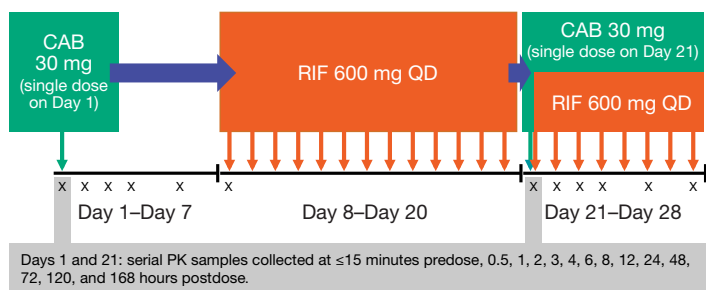 CAB
30 mg
(single dose
on Day 1)
RIF 600 mg QD
CAB 30 mg
(single dose on Day 21)
RIF 600 mg QD
x x x x x x x x x x x x
Day 1–Day 7 Day 8–Day 20 Day 21–Day 28
Days 1 and 21: serial PK samples collected at ≤15 minutes predose, 0.5, 1, 2, 3, 4, 6, 8, 12, 24, 48,
72, 120, and 168 hours postdose.